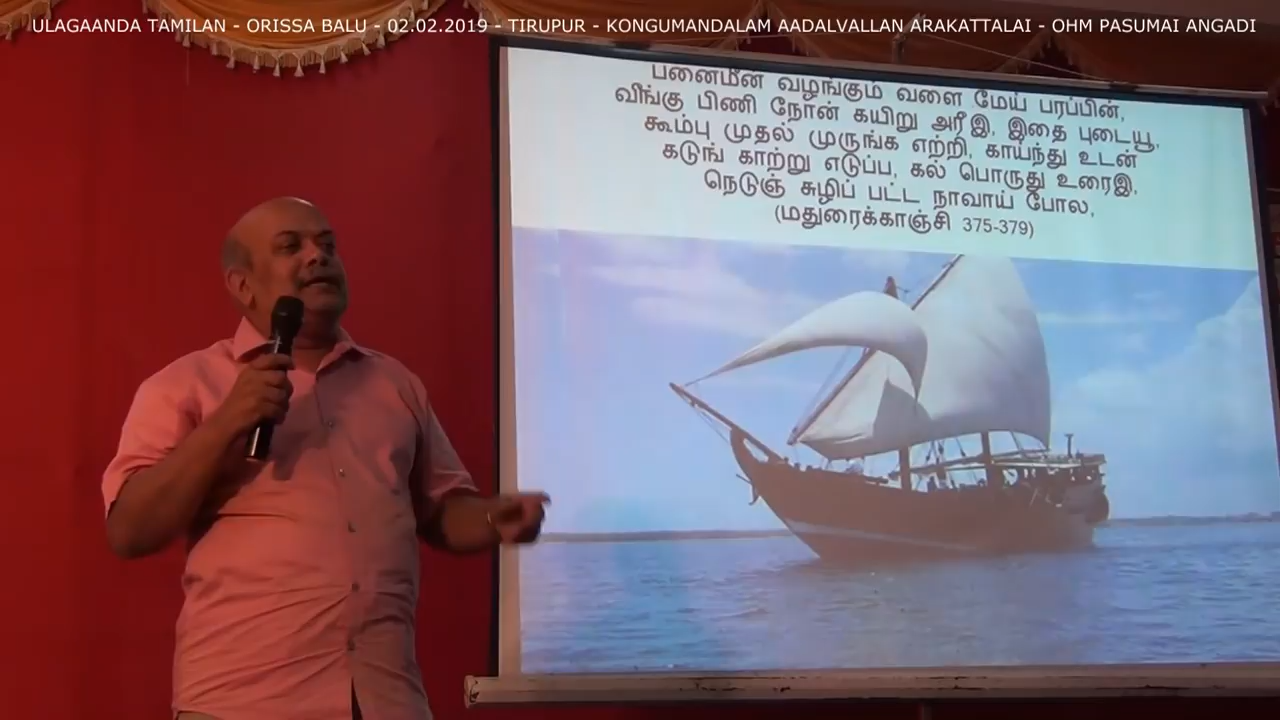 ULAGAANDA TAMILAN - ORISSA BALU - 02.02.2019 - TIRUPUR - KONGUMANDALAM AADALVALLAN ARAKATTALAI - OHM PASUMAI ANGADI
பனைமீன் வழங்கும் வளை மேய் பரப்பின்,
வீங்கு பிணி நோன் கயிறு அரீஇ, இதை புடையூ,
கூம்பு முதல் முருங்க எற்றி, காய்ந்து உடன்
கடுங் காற்று எடுப்ப, கல் பொருது உரைஇ,
நெடுஞ் சுழிப் பட்ட நாவாய் போல,
(மதுரைக்காஞ்சி 375-379)